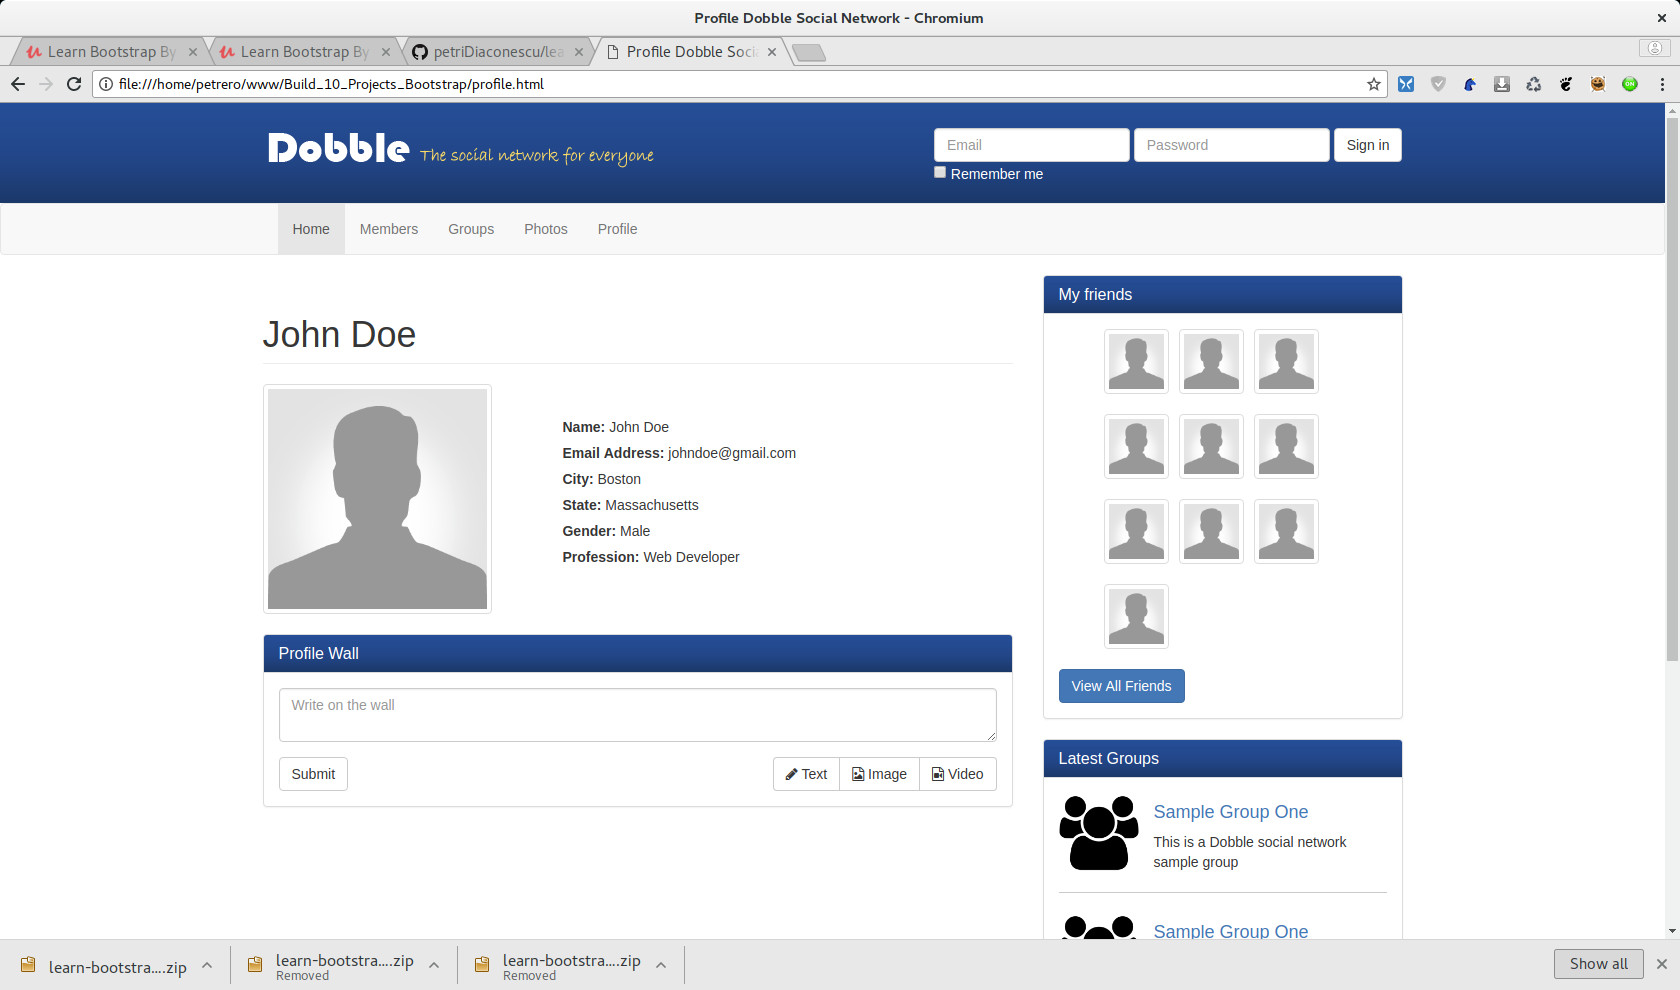 Profile Dobble Social Network - Chromium
Learn Bootstrap By
Learn Bootstrap By
petriDiaconescu/lea
Profile Dobble Soci
file:///home/petrero/www/Build_10_Projects_Bootstrap/profile.html
ON
Dobble The social network for everyone
Email Password Sign in
Remember me
Home Members Groups Photos Profile
John Doe
Name: John Doe
Email Address: johndoe@gmail.com
City: Boston
State: Massachusetts
Gender: Male
Profession: Web Developer
Profile Wall
Write on the wall
Submit Text Image Video
My friends
View All Friends
Latest Groups
Sample Group One
This is a Dobble social network
sample group
Sample Group One
learn-bootstra....zip
learn-bootstra....zip
Removed
learn-bootstra....zip
Removed
Show all